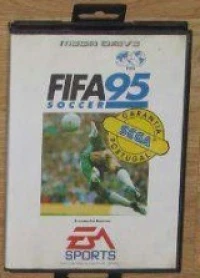 MEGA DRIVE
FIFA 95
SOCCER
GARANTIA
SEGA
PORTUGAL
EA
SPORTS